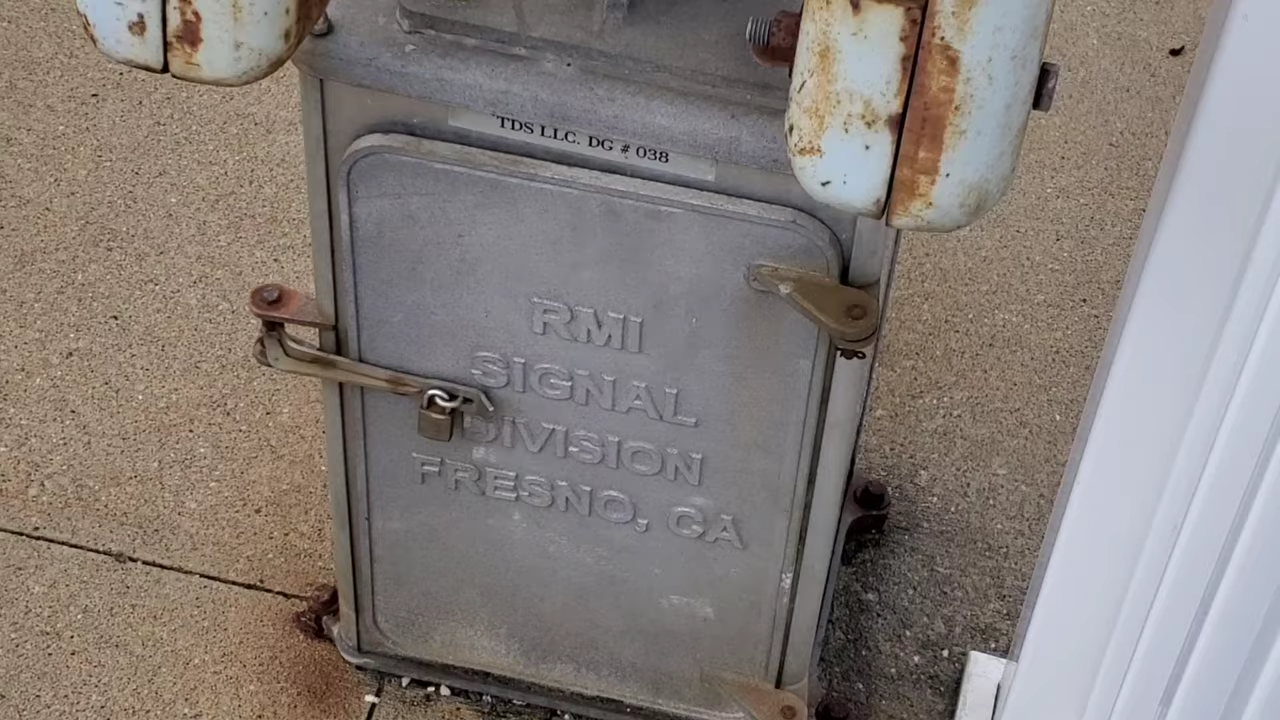 TDS LLC. DG # 038
RMI
SIGNAL
DIVISION
FRESNO, CA